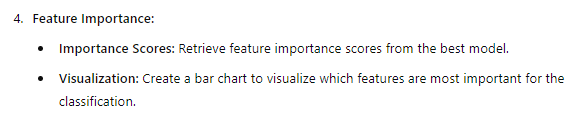 4. Feature Importance:
• Importance Scores: Retrieve feature importance scores from the best model.
• Visualization: Create a bar chart to visualize which features are most important for the
classification.